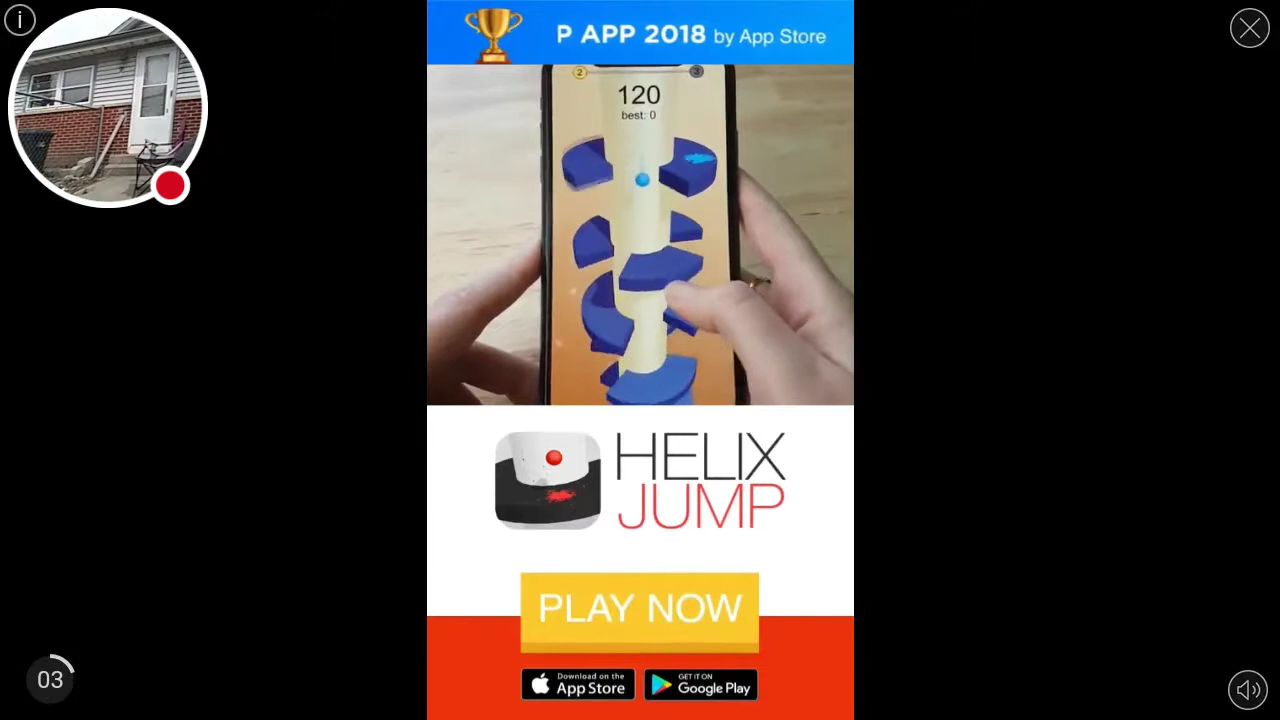 i
P APP 2018 by App Store
2
3
120
best: 0
HELIX
JUMP
PLAY NOW
Download on the
App Store
GET IT ON
Google Play
03